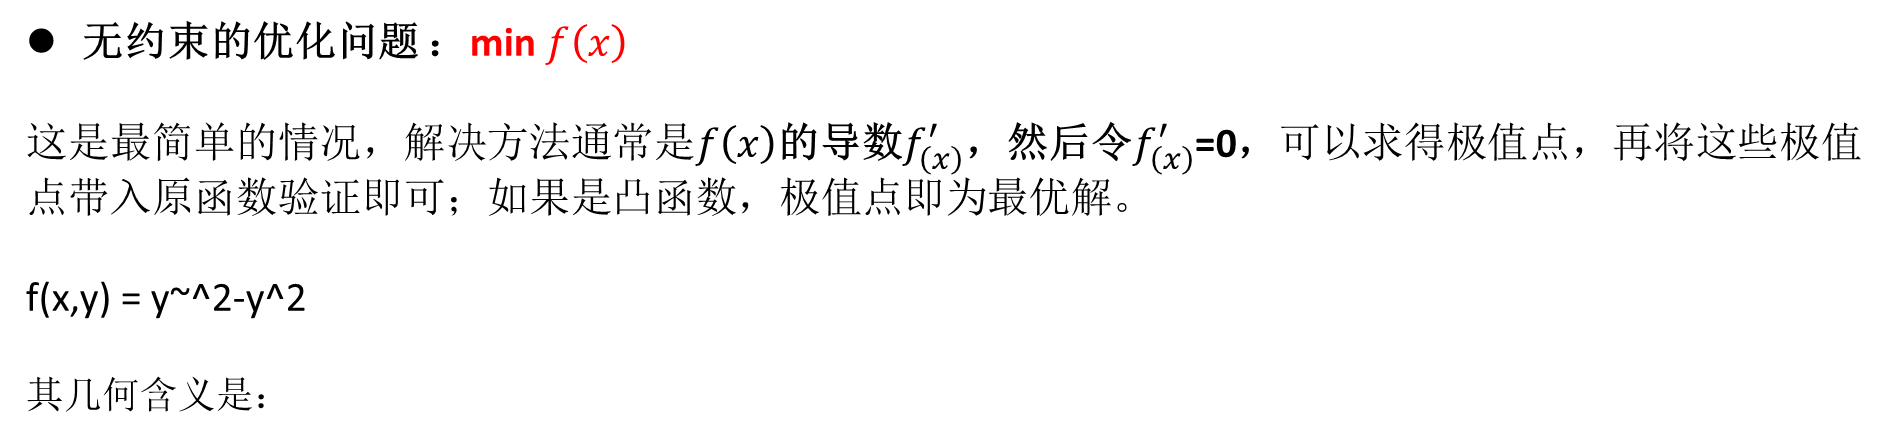 ● 无约束的优化问题：min f(x)
这是最简单的情况，解决方法通常是f(x)的导数f′(x)，然后令f′(x)=0，可以求得极值点，再将这些极值
点带入原函数验证即可；如果是凸函数，极值点即为最优解。
f(x,y) = y~^2-y^2
其几何含义是：